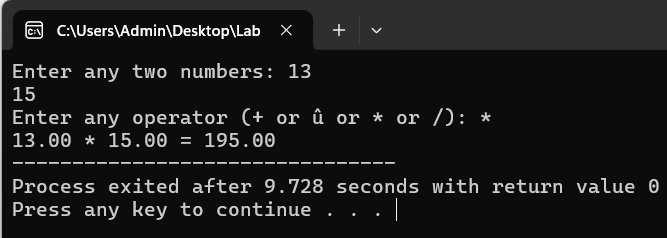 C:\Users\Admin\Desktop\Lab
Enter any two numbers: 13
15
Enter any operator (+ or û or * or /): *
13.00 * 15.00 = 195.00
--------------------------------
Process exited after 9.728 seconds with return value 0
Press any key to continue . . .